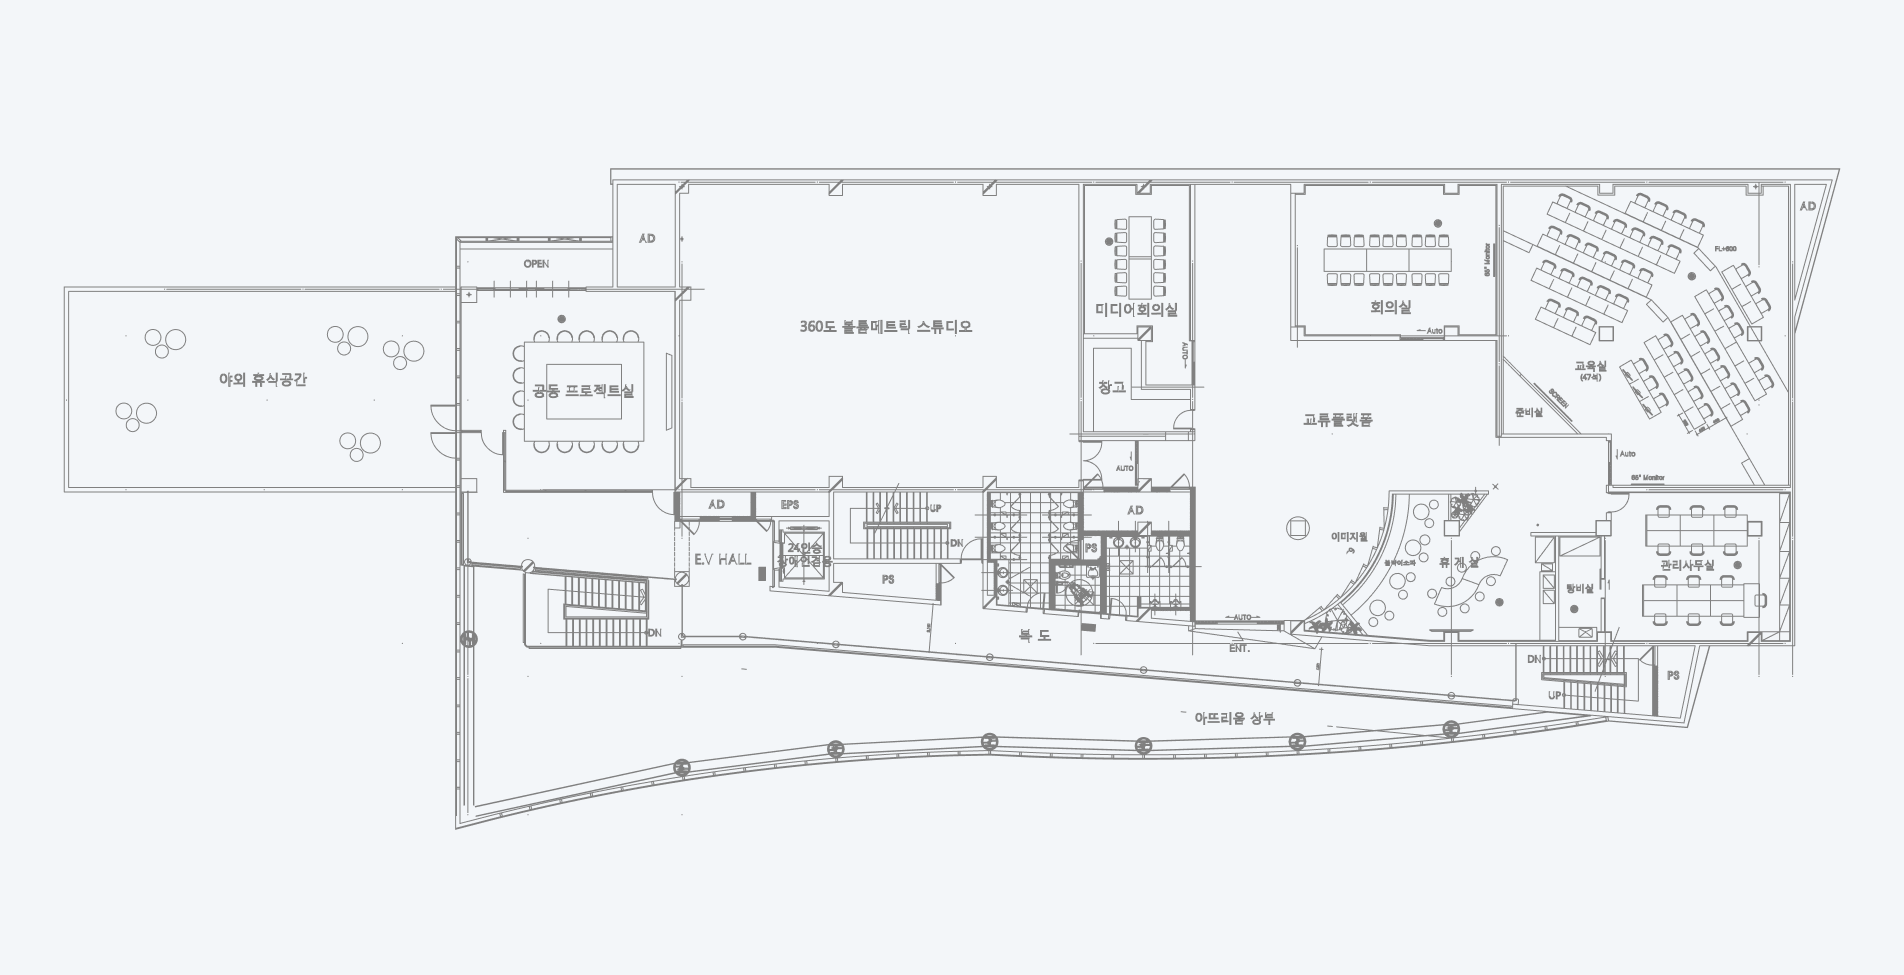 AD
AD
OPEN
FL+600
65" Monitor
360도 볼륨메트릭 스튜디오
미디어회의실
회의실
Auto
AUTO
야외 휴식공간
공동 프로젝트실
창고
교육실
(47석)
SCREEN
준비실
교류플랫폼
Auto
AUTO
65" Monitor
AD
EPS
UP
AD
DN
E.V HALL
24인승
장애인겸용
PS
PS
이미지월
휴 게 실
관리사무실
탕비실
AUTO
DN
복 도
ENT.
DN
UP
PS
아뜨리움 상부